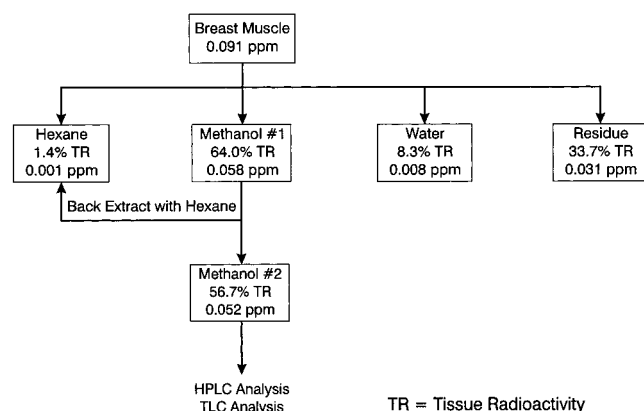 Breast Muscle
0.091 ppm
Hexane
1.4% TR
0.001 ppm
Methanol #1
64.0% TR
0.058 ppm
Water
8.3% TR
0.008 ppm
Residue
33.7% TR
0.031 ppm
Back Extract with Hexane
Methanol #2
56.7% TR
0.052 ppm
HPLC Analysis
TLC Analysis
TR = Tissue Radioactivity